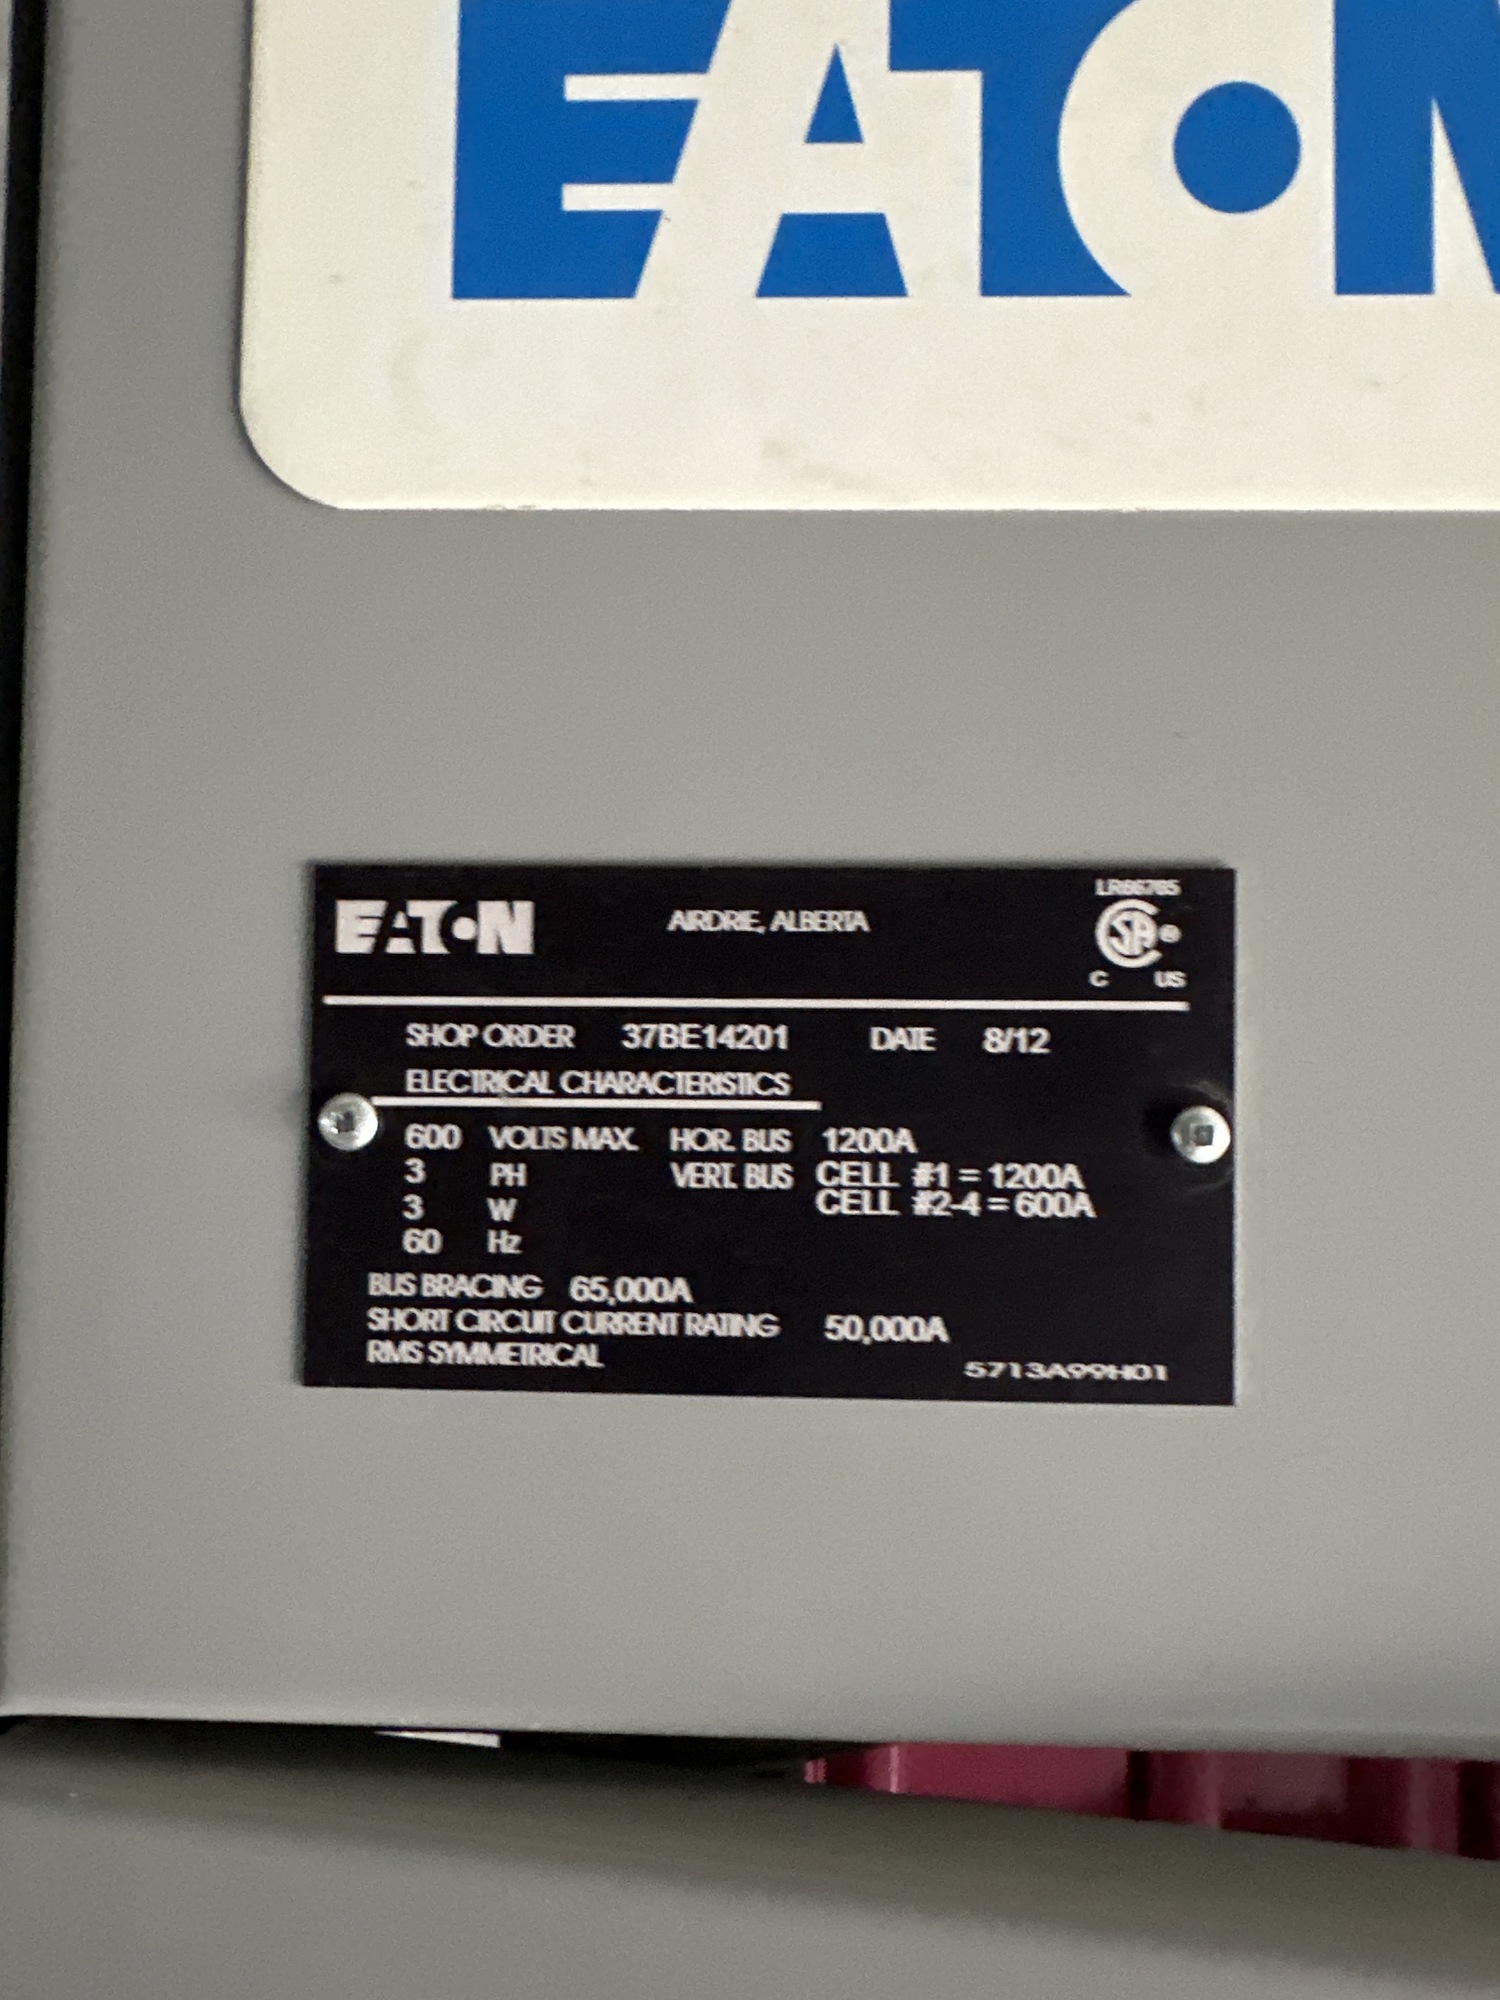 EATON
EATON AIRDRIE, ALBERTA LR66785
C US
SHOP ORDER 37BE14201 DATE 8/12
ELECTRICAL CHARACTERISTICS
600 VOLTS MAX. HOR. BUS 1200A
3 PH VERT. BUS CELL #1 = 1200A
3 W CELL #2-4 = 600A
60 Hz
BUS BRACING 65,000A
SHORT CIRCUIT CURRENT RATING 50,000A
RMS SYMMETRICAL 5713A99H01